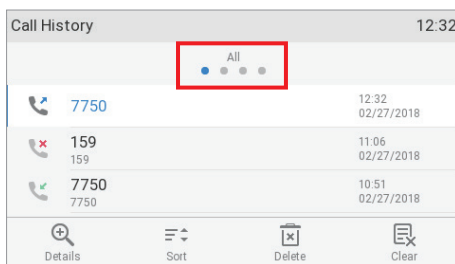 Call History 12:32
All
7750 12:32
02/27/2018
159 11:06
159 02/27/2018
7750 10:51
7750 02/27/2018
Details Sort Delete Clear